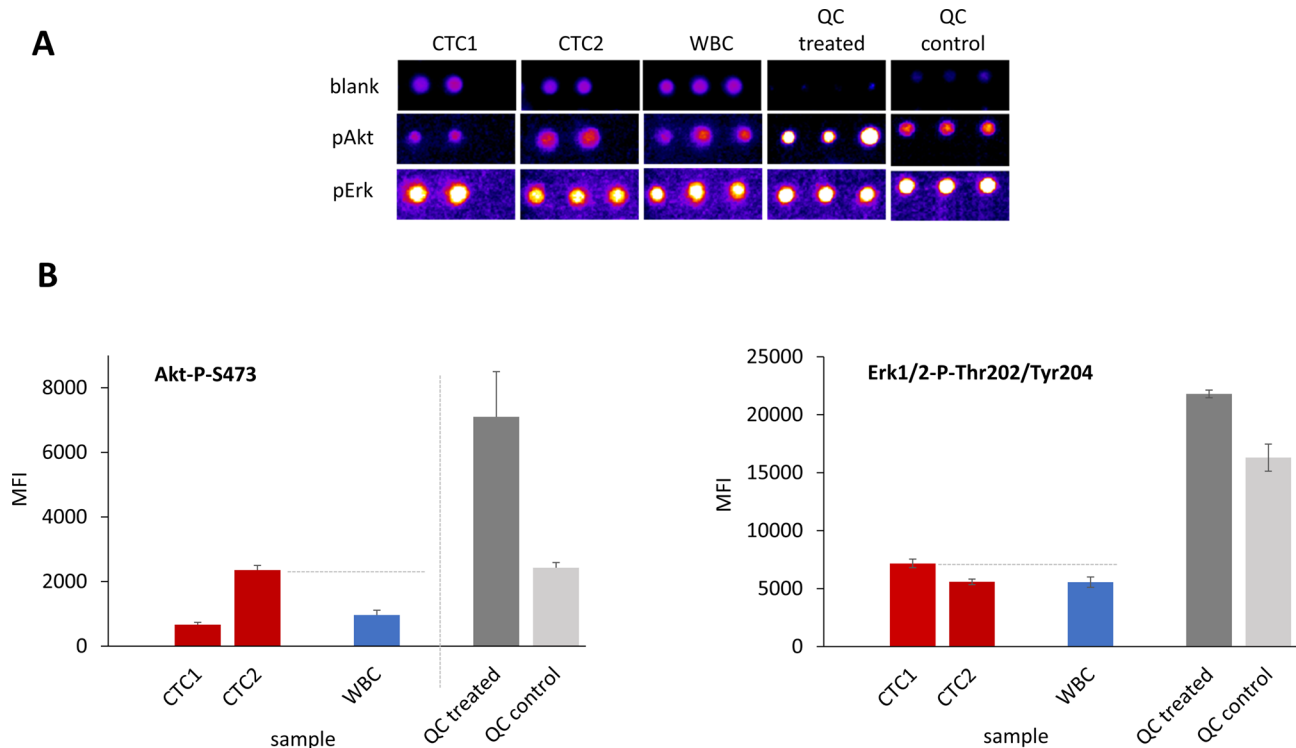 A
CTC1 CTC2 WBC QC treated QC control
blank
pAkt
pErk
B
Akt-P-S473
MFI
8000
6000
4000
2000
0
CTC1 CTC2 WBC QC treated QC control
sample
Erk1/2-P-Thr202/Tyr204
MFI
25000
20000
15000
10000
5000
0
CTC1 CTC2 WBC QC treated QC control
sample